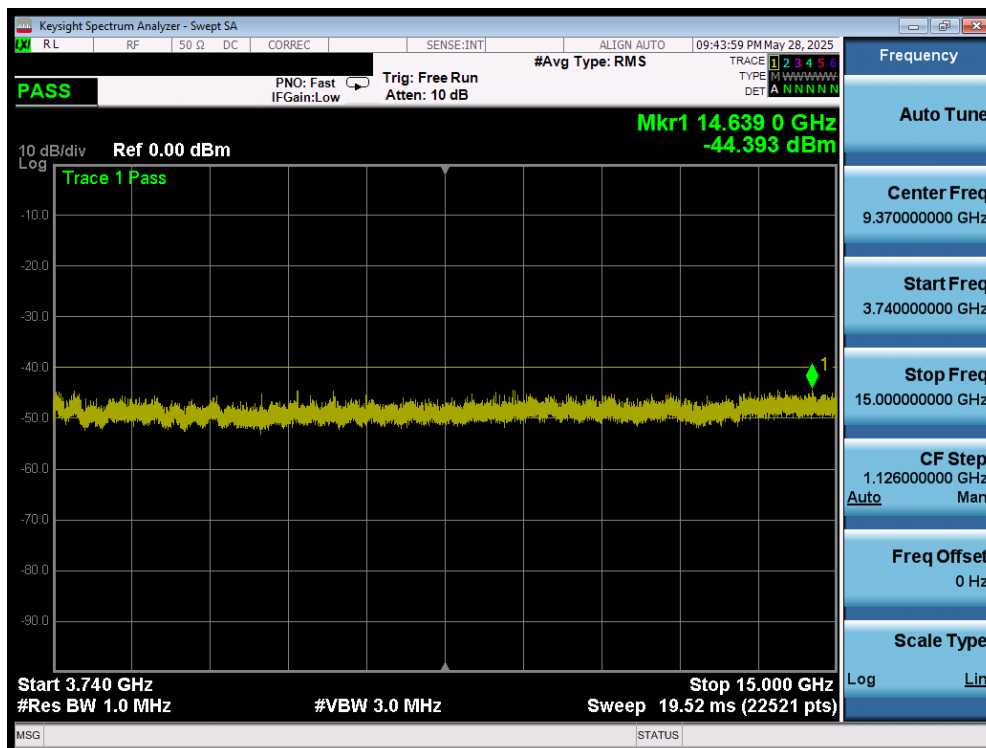 Keysight Spectrum Analyzer - Swept SA
LXI RL RF 50 Ω DC CORREC SENSE:INT ALIGN AUTO 09:43:59 PM May 28, 2025
#Avg Type: RMS
TRACE 1 2 3 4 5 6
TYPE M WWWWW
DET A N N N N N
PASS
PNO: Fast
IFGain:Low
Trig: Free Run
Atten: 10 dB
Mkr1 14.639 0 GHz
-44.393 dBm
10 dB/div
Log
Ref 0.00 dBm
Trace 1 Pass
-10.0
-20.0
-30.0
-40.0
-50.0
-60.0
-70.0
-80.0
-90.0
1
Start 3.740 GHz
Stop 15.000 GHz
#Res BW 1.0 MHz
#VBW 3.0 MHz
Sweep 19.52 ms (22521 pts)
MSG
STATUS
Frequency
Auto Tune
Center Freq
9.370000000 GHz
Start Freq
3.740000000 GHz
Stop Freq
15.000000000 GHz
CF Step
1.126000000 GHz
Auto Man
Freq Offset
0 Hz
Scale Type
Log Lin